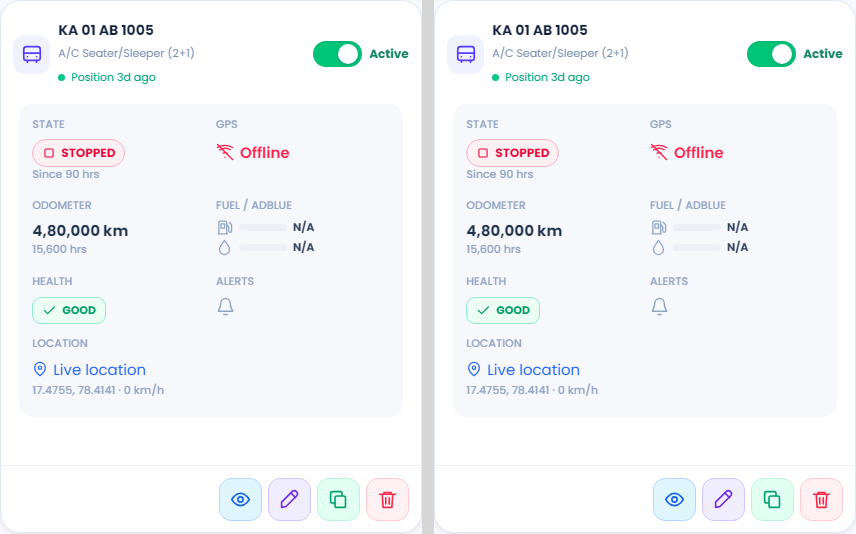 KA 01 AB 1005
A/C Seater/Sleeper (2+1)
Position 3d ago
Active
STATE
GPS
STOPPED
Offline
Since 90 hrs
ODOMETER
FUEL / ADBLUE
4,80,000 km
N/A
15,600 hrs
N/A
HEALTH
ALERTS
GOOD
LOCATION
Live location
17.4755, 78.4141 · 0 km/h
KA 01 AB 1005
A/C Seater/Sleeper (2+1)
Position 3d ago
Active
STATE
GPS
STOPPED
Offline
Since 90 hrs
ODOMETER
FUEL / ADBLUE
4,80,000 km
N/A
15,600 hrs
N/A
HEALTH
ALERTS
GOOD
LOCATION
Live location
17.4755, 78.4141 · 0 km/h